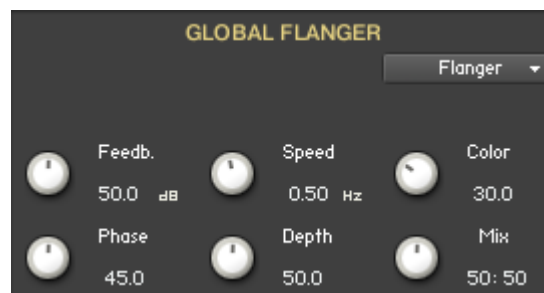 GLOBAL FLANGER
Flanger
Feedb. Speed Color
50.0 dB 0.50 Hz 30.0
Phase Depth Mix
45.0 50.0 50:50